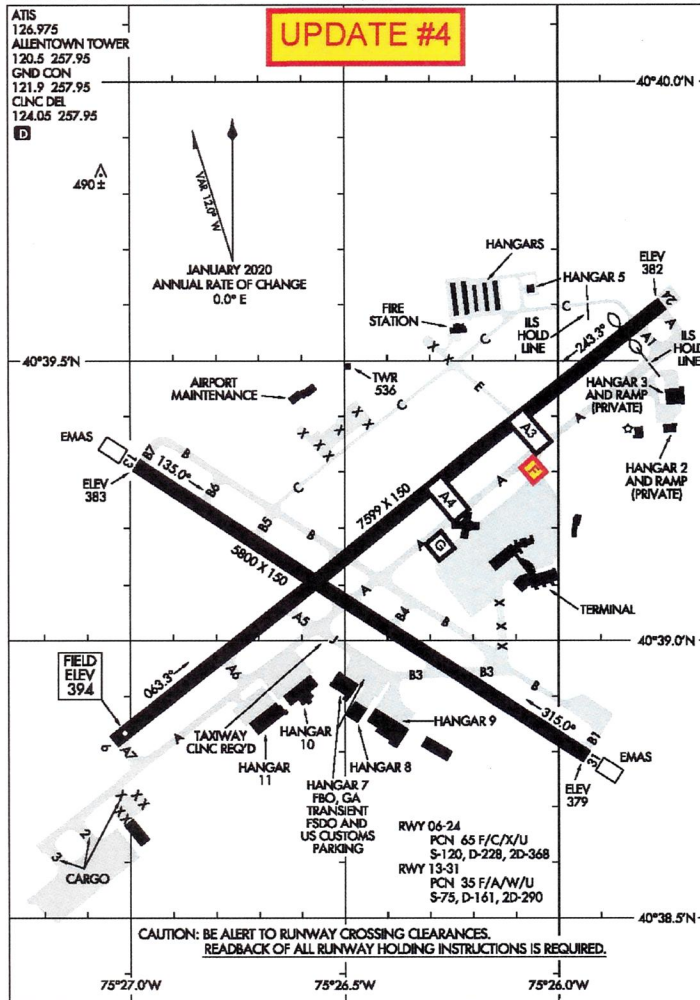 ATIS
126.975
ALLENTOWN TOWER
120.5 257.95
GND CON
121.9 257.95
CLNC DEL
124.05 257.95
D
UPDATE #4
40°40.0'N
490 ±
VAR 12.0° W
JANUARY 2020
ANNUAL RATE OF CHANGE
0.0° E
HANGARS
HANGAR 5
ELEV
382
24
FIRE
STATION
C
C
ILS
HOLD
LINE
A
A1
ILS
HOLD
LINE
40°39.5'N
X X
243.3°
TWR
536
E
HANGAR 3
AND RAMP
(PRIVATE)
AIRPORT
MAINTENANCE
C
A
A3
HANGAR 2
AND RAMP
(PRIVATE)
X X X X
X X
EMAS
13
B7
B
135.0°
B6
ELEV
383
C
B5
B
7599 X 150
A4
A
F
G
A
5800 X 150
TERMINAL
A
B4
B
X X X
A5
J
40°39.0'N
FIELD
ELEV
394
063.3°
A6
B3
B3
B
315.0°
B1
31
EMAS
6
A7
A
TAXIWAY
CLNC REQ'D
HANGAR
10
HANGAR
11
HANGAR 9
HANGAR 8
ELEV
379
HANGAR 7
FBO, GA
TRANSIENT
FSDO AND
US CUSTOMS
PARKING
X X X
X X
2
3
CARGO
RWY 06-24
PCN 65 F/C/X/U
S-120, D-228, 2D-368
RWY 13-31
PCN 35 F/A/W/U
S-75, D-161, 2D-290
40°38.5'N
CAUTION: BE ALERT TO RUNWAY CROSSING CLEARANCES.
READBACK OF ALL RUNWAY HOLDING INSTRUCTIONS IS REQUIRED.
75°27.0'W
75°26.5'W
75°26.0'W